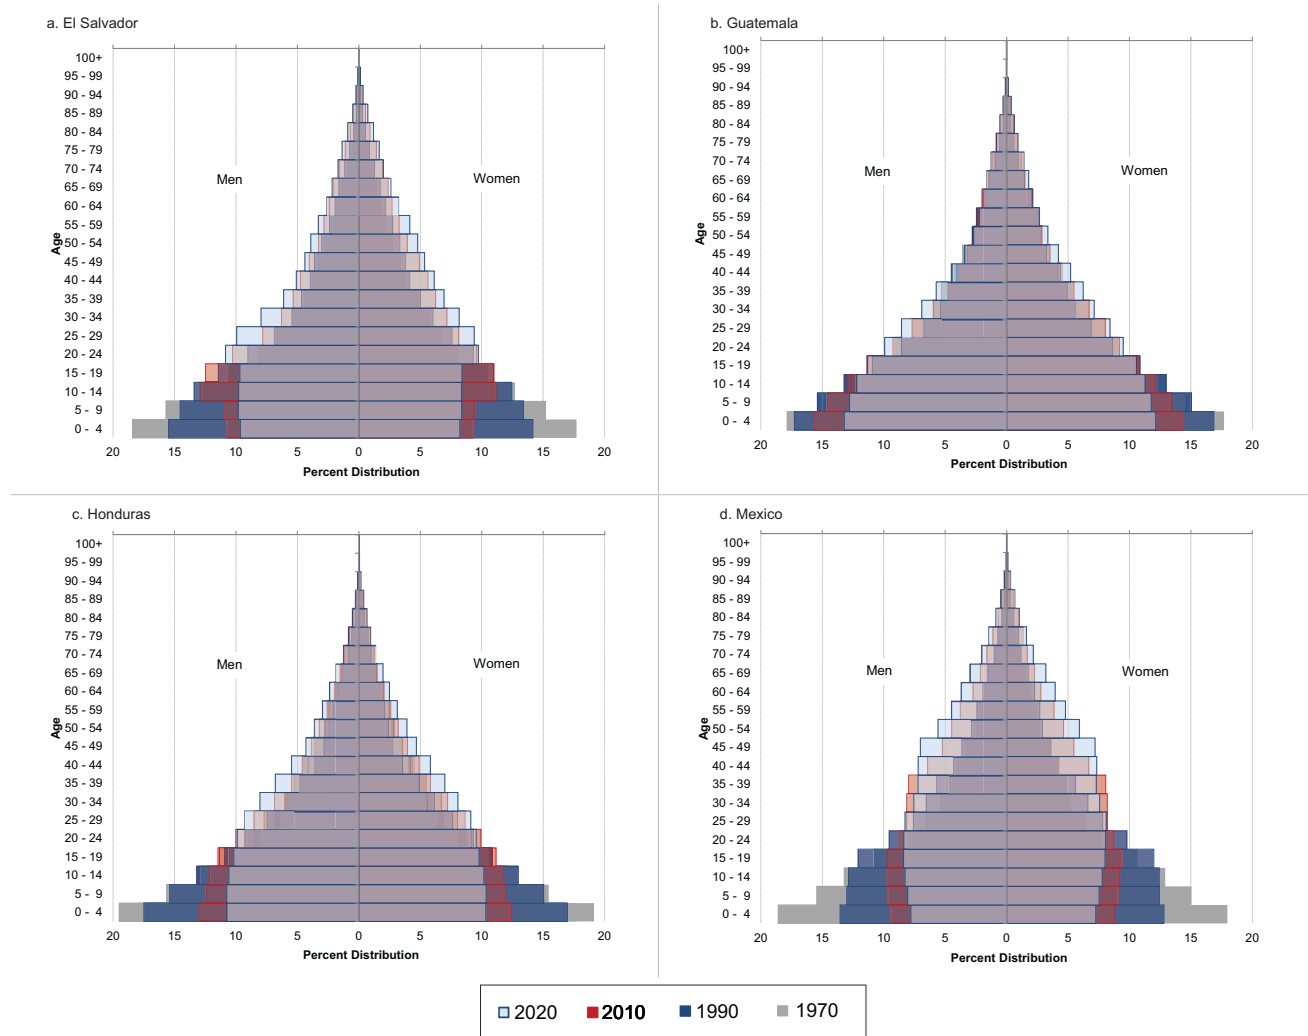 a. El Salvador
100+
95 - 99
90 - 94
85 - 89
80 - 84
75 - 79
70 - 74
65 - 69
60 - 64
55 - 59
50 - 54
45 - 49
40 - 44
35 - 39
30 - 34
25 - 29
20 - 24
15 - 19
10 - 14
5 - 9
0 - 4
Age
Men
Women
20 15 10 5 0 5 10 15 20
Percent Distribution
b. Guatemala
100+
95 - 99
90 - 94
85 - 89
80 - 84
75 - 79
70 - 74
65 - 69
60 - 64
55 - 59
50 - 54
45 - 49
40 - 44
35 - 39
30 - 34
25 - 29
20 - 24
15 - 19
10 - 14
5 - 9
0 - 4
Age
Men
Women
20 15 10 5 0 5 10 15 20
Percent Distribution
c. Honduras
100+
95 - 99
90 - 94
85 - 89
80 - 84
75 - 79
70 - 74
65 - 69
60 - 64
55 - 59
50 - 54
45 - 49
40 - 44
35 - 39
30 - 34
25 - 29
20 - 24
15 - 19
10 - 14
5 - 9
0 - 4
Age
Men
Women
20 15 10 5 0 5 10 15 20
Percent Distribution
d. Mexico
100+
95 - 99
90 - 94
85 - 89
80 - 84
75 - 79
70 - 74
65 - 69
60 - 64
55 - 59
50 - 54
45 - 49
40 - 44
35 - 39
30 - 34
25 - 29
20 - 24
15 - 19
10 - 14
5 - 9
0 - 4
Age
Men
Women
20 15 10 5 0 5 10 15 20
Percent Distribution
2020 2010 1990 1970